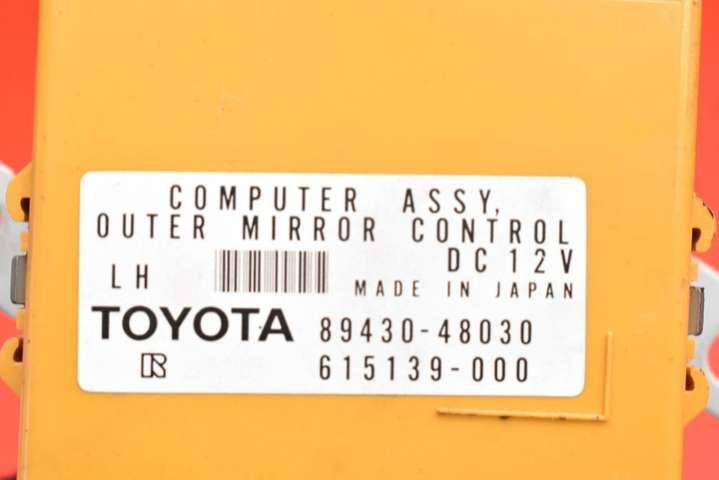 COMPUTER ASSY,
OUTER MIRROR CONTROL
DC 12V
LH
MADE IN JAPAN
TOYOTA 89430-48030
R 615139-000